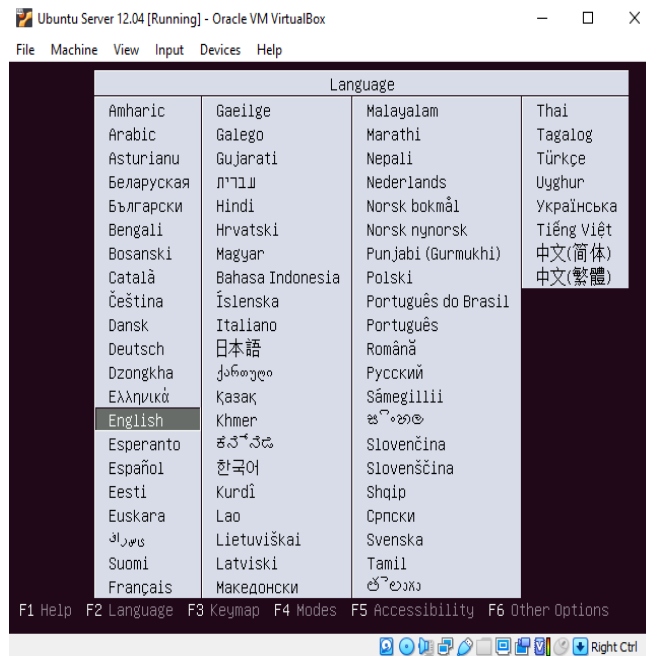 Ubuntu Server 12.04 [Running] - Oracle VM VirtualBox
File Machine View Input Devices Help
Language
Amharic
Arabic
Asturianu
Беларуская
Български
Bengali
Bosanski
Català
Čeština
Dansk
Deutsch
Dzongkha
Ελληνικά
English
Esperanto
Español
Eesti
Euskara
Suomi
Français
Gaeilge
Galego
Gujarati
עברית
Hindi
Hrvatski
Magyar
Bahasa Indonesia
Íslenska
Italiano
日本語
ქართული
Қазақ
Khmer
ಕನ್ನಡ
한국어
Kurdî
Lao
Lietuviškai
Latviski
Македонски
Malayalam
Marathi
Nepali
Nederlands
Norsk bokmål
Norsk nynorsk
Punjabi (Gurmukhi)
Polski
Português do Brasil
Português
Română
Русский
Sámegillii
සිංහල
Slovenčina
Slovenščina
Shqip
Српски
Svenska
Tamil
తెలుగు
Thai
Tagalog
Türkçe
Uyghur
Українська
Tiếng Việt
中文(简体)
中文(繁體)
F1 Help F2 Language F3 Keymap F4 Modes F5 Accessibility F6 Other Options
Right Ctrl